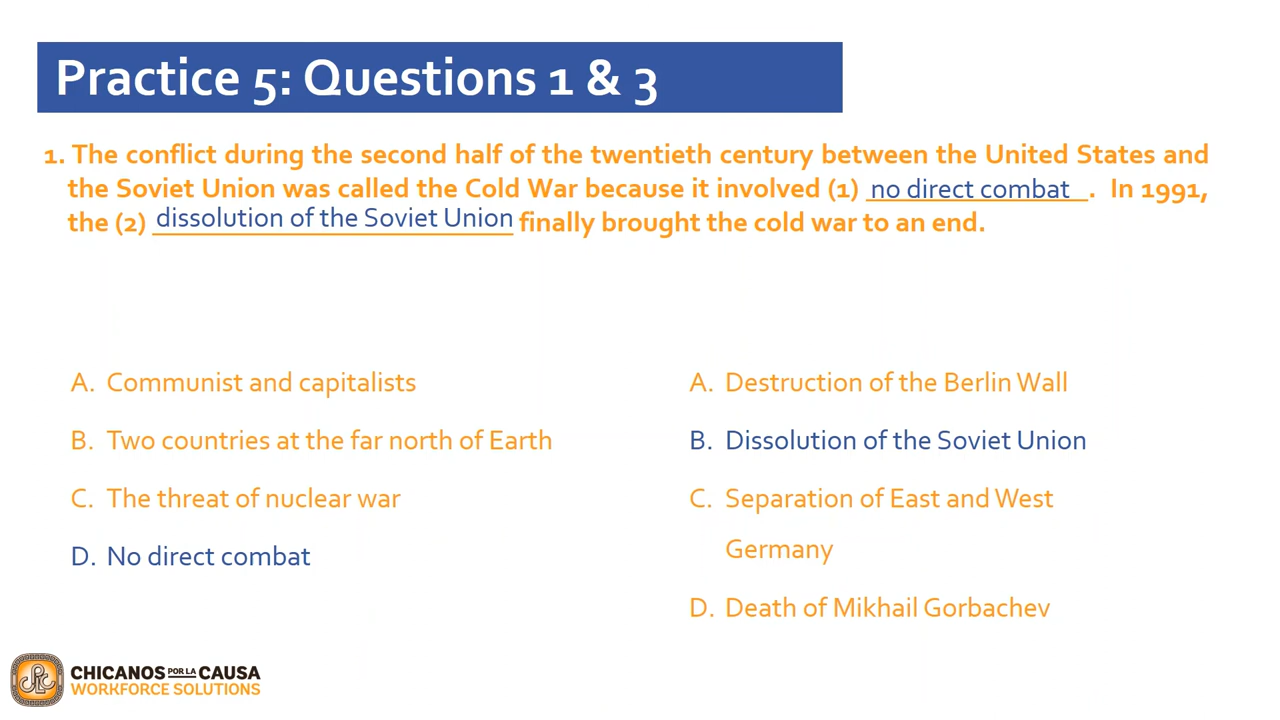 Practice 5: Questions 1 & 3
1. The conflict during the second half of the twentieth century between the United States and
the Soviet Union was called the Cold War because it involved (1) no direct combat. In 1991,
the (2) dissolution of the Soviet Union finally brought the cold war to an end.
A. Communist and capitalists
B. Two countries at the far north of Earth
C. The threat of nuclear war
D. No direct combat
A. Destruction of the Berlin Wall
B. Dissolution of the Soviet Union
C. Separation of East and West
Germany
D. Death of Mikhail Gorbachev
CPLC
CHICANOS POR LA CAUSA
WORKFORCE SOLUTIONS